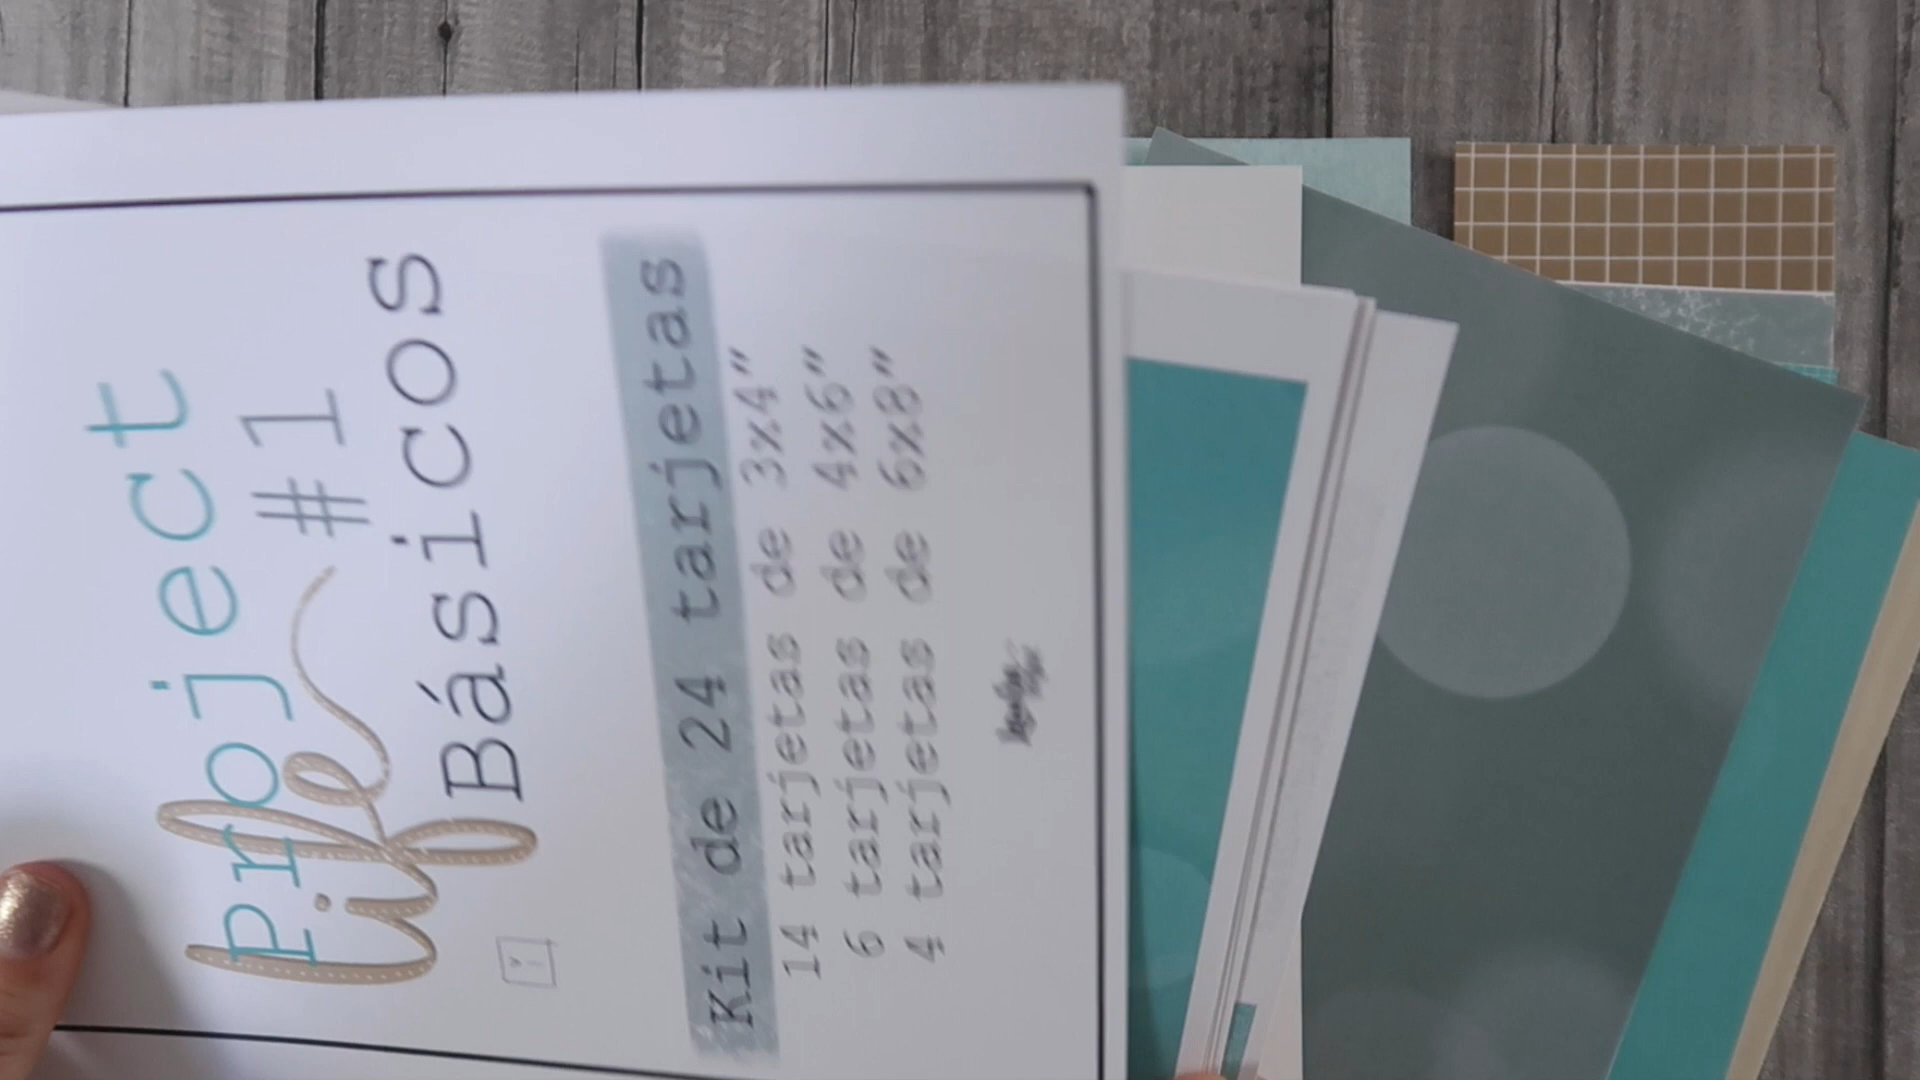 Project
life #1
Básicos
Kit de 24 tarjetas
14 tarjetas de 3x4”
6 tarjetas de 4x6”
4 tarjetas de 6x8”